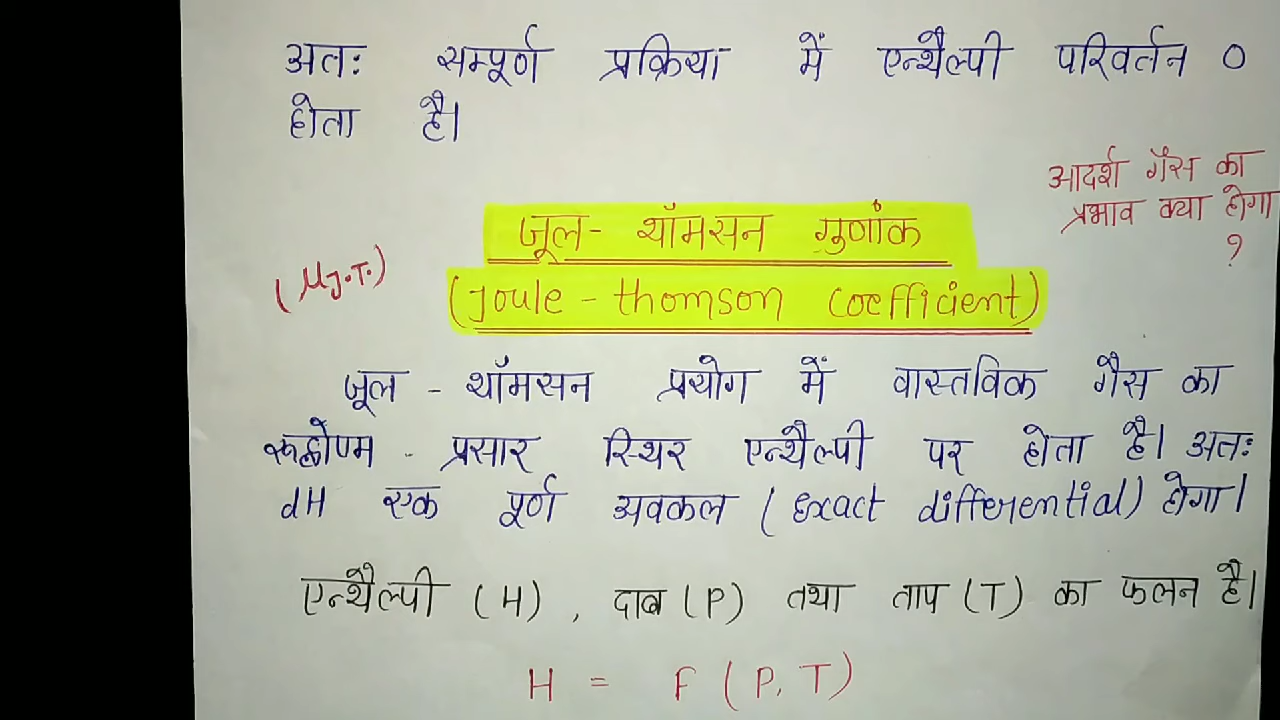 अतः सम्पूर्ण प्रक्रिया में एन्थैल्पी परिवर्तन 0
होता है।
आदर्श गैस का
प्रभाव क्या होगा
?
जूल - थॉमसन गुणांक
(μJ.T.)
(Joule - thomson Coefficient)
जूल - थॉमसन प्रयोग में वास्तविक गैस का
रूद्धोष्म - प्रसार स्थिर एन्थैल्पी पर होता है। अतः
dH एक पूर्ण अवकल (Exact differential) होगा।
एन्थैल्पी (H) , दाब (P) तथा ताप (T) का फलन है।
H = F (P, T)